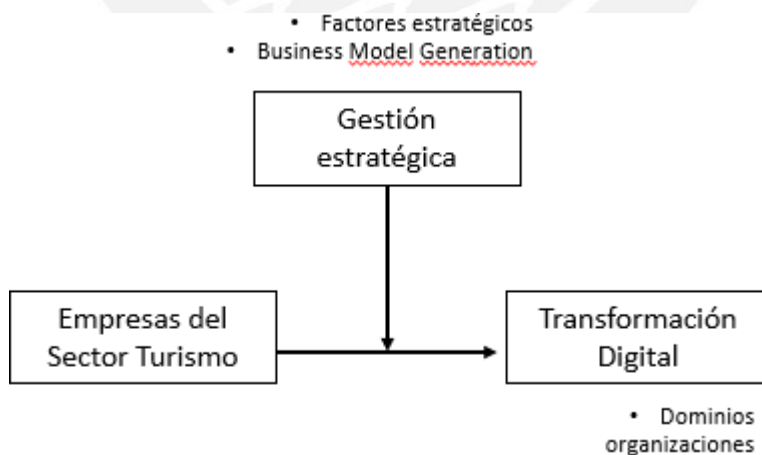 • Factores estratégicos
• Business Model Generation
Gestión
estratégica
Empresas del
Sector Turismo
Transformación
Digital
• Dominios
organizaciones